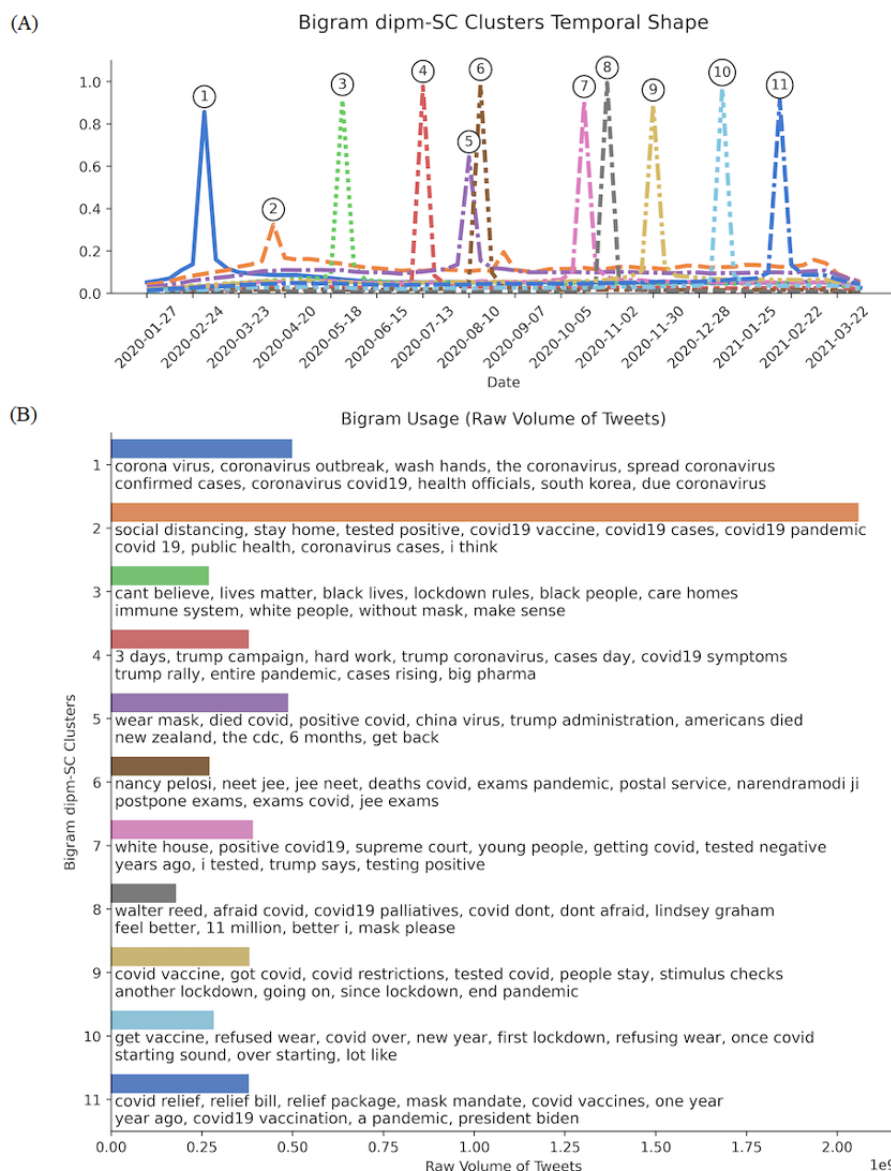 (A)
Bigram dipm-SC Clusters Temporal Shape
1.0
0.8
0.6
0.4
0.2
0.0
1
2
3
4
5
6
7
8
9
10
11
2020-01-27
2020-02-24
2020-03-23
2020-04-20
2020-05-18
2020-06-15
2020-07-13
2020-08-10
2020-09-07
2020-10-05
2020-11-02
2020-11-30
2020-12-28
2021-01-25
2021-02-22
2021-03-22
Date
(B)
Bigram Usage (Raw Volume of Tweets)
Bigram dipm-SC Clusters
1
corona virus, coronavirus outbreak, wash hands, the coronavirus, spread coronavirus
confirmed cases, coronavirus covid19, health officials, south korea, due coronavirus
2
social distancing, stay home, tested positive, covid19 vaccine, covid19 cases, covid19 pandemic
covid 19, public health, coronavirus cases, i think
3
cant believe, lives matter, black lives, lockdown rules, black people, care homes
immune system, white people, without mask, make sense
4
3 days, trump campaign, hard work, trump coronavirus, cases day, covid19 symptoms
trump rally, entire pandemic, cases rising, big pharma
5
wear mask, died covid, positive covid, china virus, trump administration, americans died
new zealand, the cdc, 6 months, get back
6
nancy pelosi, neet jee, jee neet, deaths covid, exams pandemic, postal service, narendramodi ji
postpone exams, exams covid, jee exams
7
white house, positive covid19, supreme court, young people, getting covid, tested negative
years ago, i tested, trump says, testing positive
8
walter reed, afraid covid, covid19 palliatives, covid dont, dont afraid, lindsey graham
feel better, 11 million, better i, mask please
9
covid vaccine, got covid, covid restrictions, tested covid, people stay, stimulus checks
another lockdown, going on, since lockdown, end pandemic
10
get vaccine, refused wear, covid over, new year, first lockdown, refusing wear, once covid
starting sound, over starting, lot like
11
covid relief, relief bill, relief package, mask mandate, covid vaccines, one year
year ago, covid19 vaccination, a pandemic, president biden
0.00
0.25
0.50
0.75
1.00
1.25
1.50
1.75
2.00
1e9
Raw Volume of Tweets